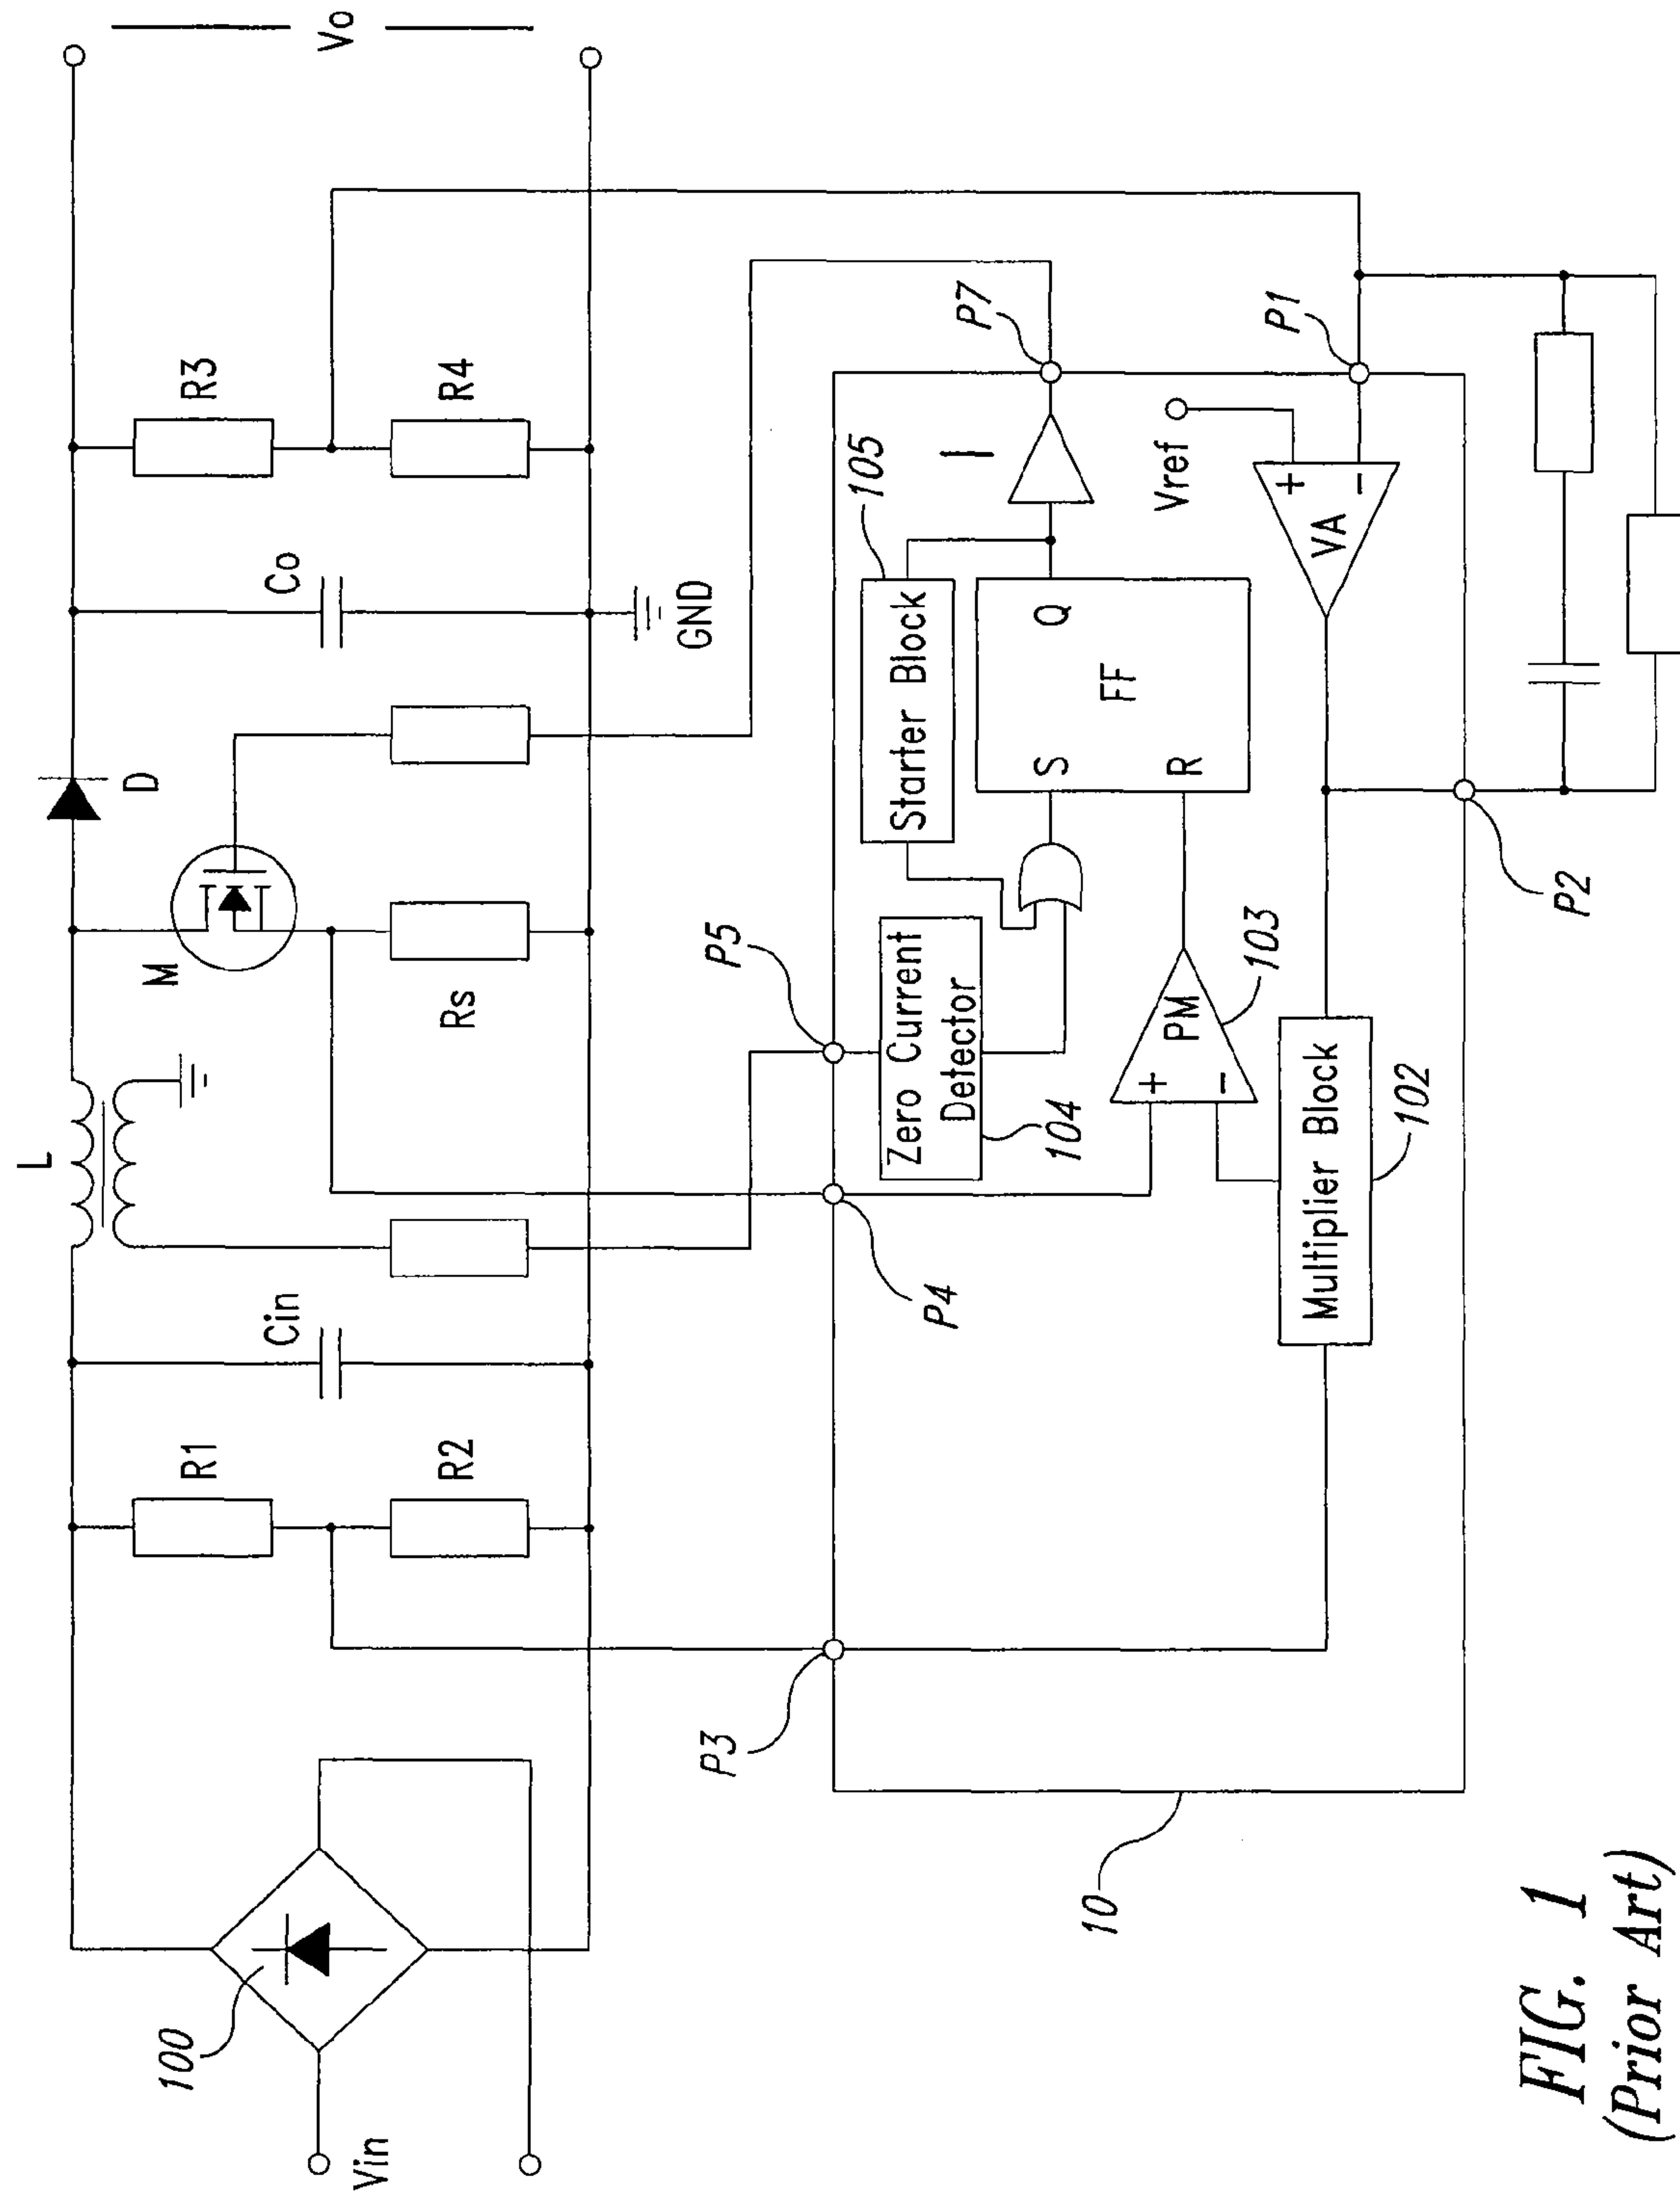 L
D
Vo
R1
Cin
M
Co
R3
R2
Rs
R4
GND
100
Vin
P3
P4
P5
P7
10
Zero Current
Detector
104
Starter Block
105
I
S
Q
FF
R
+
PM
-
103
Vref
P1
Multiplier Block
102
VA
+
-
P2
FIG. 1
(Prior Art)